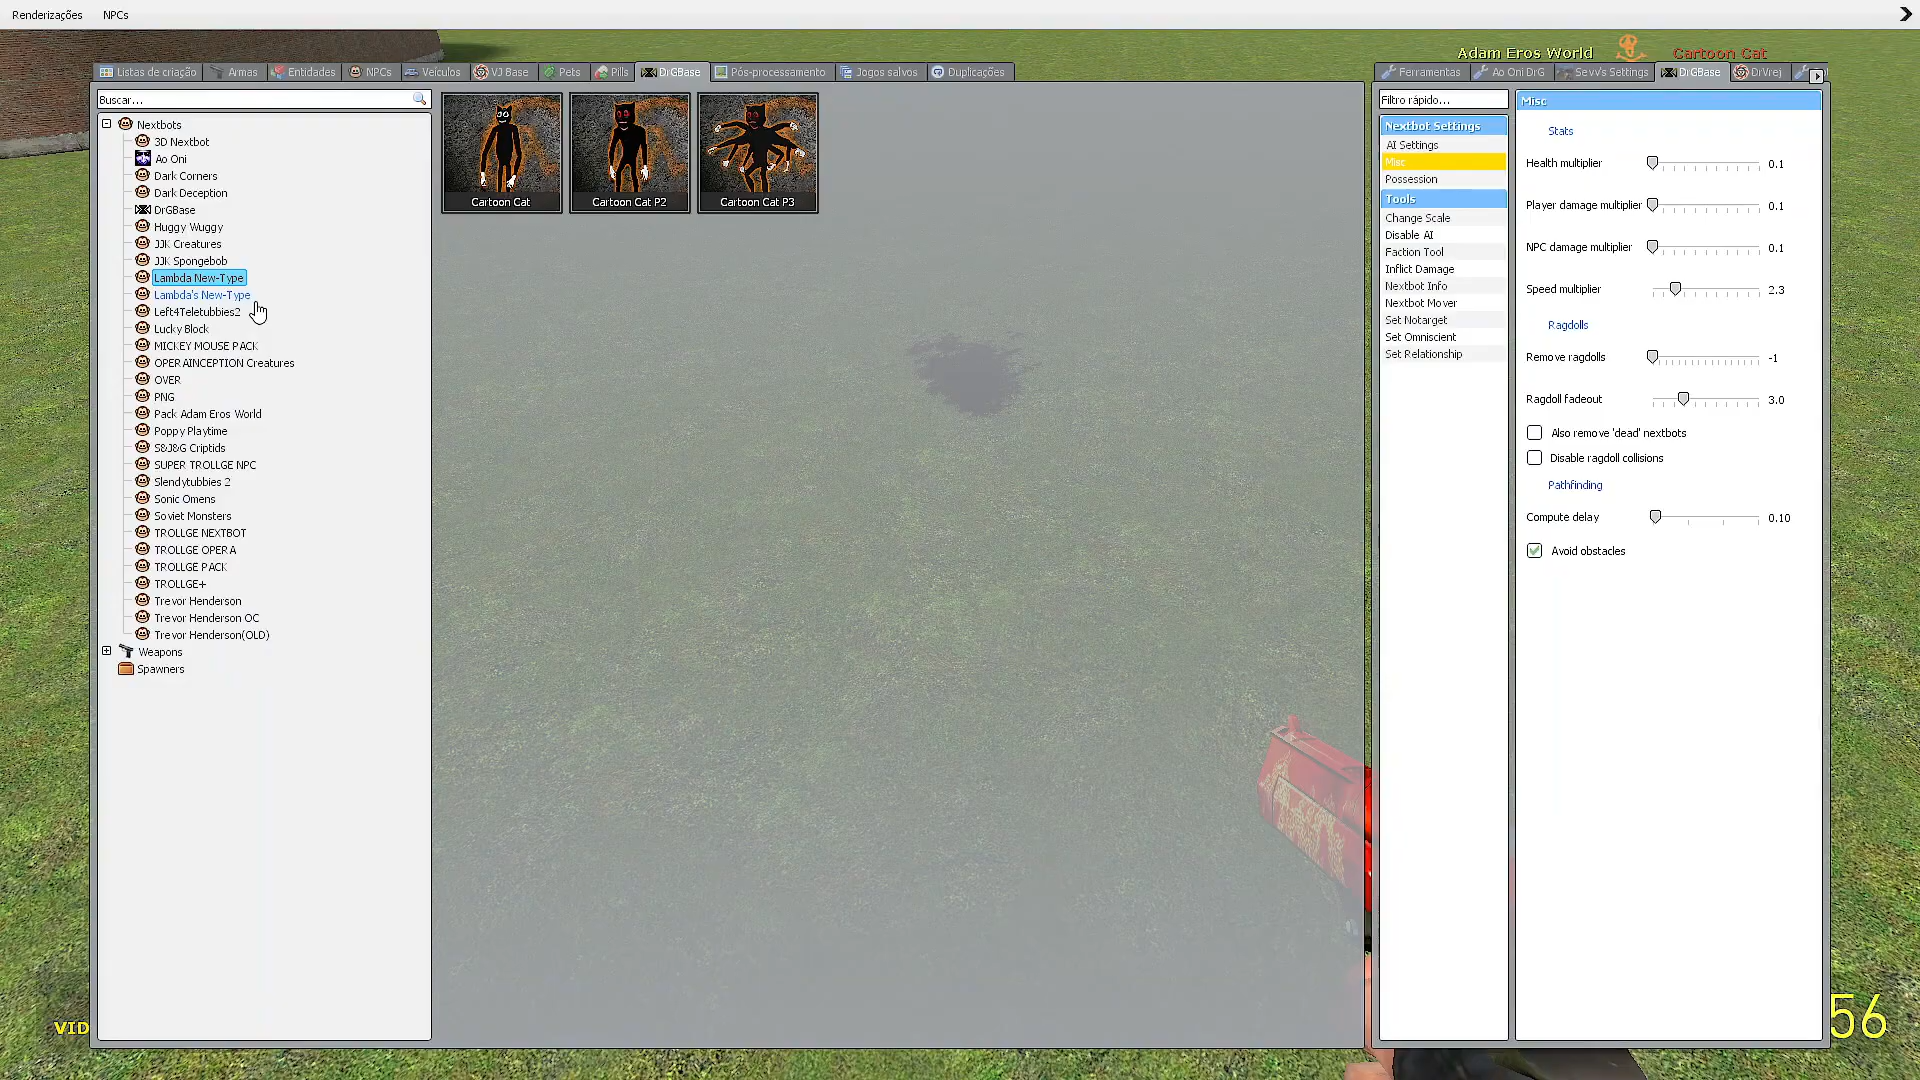 Renderizações NPCs
Adam Eros World Cartoon Cat
Listas de criação Armas Entidades NPCs Veículos VJ Base Pets Pills DrGBase Pós-processamento Jogos salvos Duplicações
Ferramentas Ao Oni DrG Sevv's Settings DrGBase DrVrej
Buscar...
Nextbots
3D Nextbot
Ao Oni
Dark Corners
Dark Deception
DrGBase
Huggy Wuggy
JJK Creatures
JJK Spongebob
Lambda New-Type
Lambda's New-Type
Left4Teletubbies2
Lucky Block
MICKEY MOUSE PACK
OPERAINCEPTION Creatures
OVER
PNG
Pack Adam Eros World
Poppy Playtime
S&J&G Criptids
SUPER TROLLGE NPC
Slendytubbies 2
Sonic Omens
Soviet Monsters
TROLLGE NEXTBOT
TROLLGE OPERA
TROLLGE PACK
TROLLGE+
Trevor Henderson
Trevor Henderson OC
Trevor Henderson(OLD)
Weapons
Spawners
Cartoon Cat
Cartoon Cat P2
Cartoon Cat P3
Filtro rápido...
Nextbot Settings
AI Settings
Misc
Possession
Tools
Change Scale
Disable AI
Faction Tool
Inflict Damage
Nextbot Info
Nextbot Mover
Set Notarget
Set Omniscient
Set Relationship
Misc
Stats
Health multiplier 0.1
Player damage multiplier 0.1
NPC damage multiplier 0.1
Speed multiplier 2.3
Ragdolls
Remove ragdolls -1
Ragdoll fadeout 3.0
Also remove 'dead' nextbots
Disable ragdoll collisions
Pathfinding
Compute delay 0.10
Avoid obstacles
VID
56